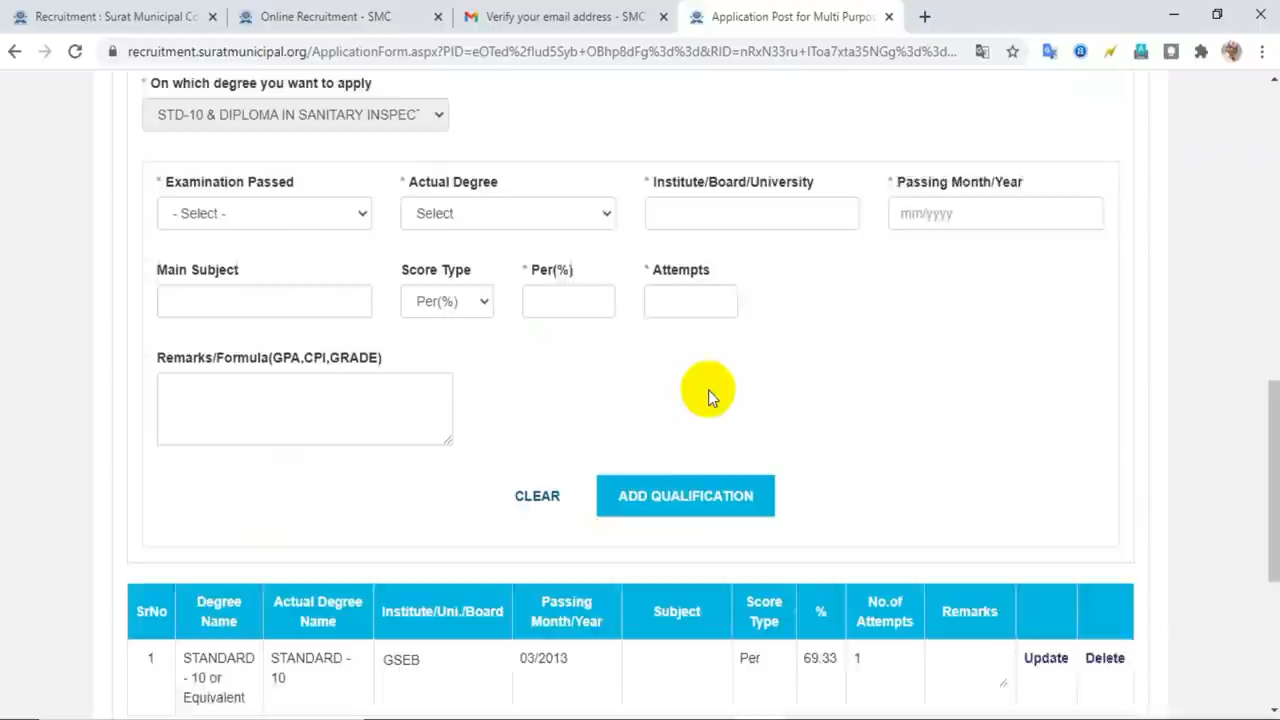 Recruitment : Surat Municipal Co
Online Recruitment - SMC
Verify your email address - SMC
Application Post for Multi Purpo
recruitment.suratmunicipal.org/ApplicationForm.aspx?PID=eOTed%2flud5Syb+OBhp8dFg%3d%3d&RID=nRxN33ru+IToa7xta35NGg%3d%3d...
* On which degree you want to apply
STD-10 & DIPLOMA IN SANITARY INSPECT
* Examination Passed * Actual Degree * Institute/Board/University * Passing Month/Year
- Select - Select mm/yyyy
Main Subject Score Type * Per(%) * Attempts
Per(%)
Remarks/Formula(GPA,CPI,GRADE)
CLEAR ADD QUALIFICATION
SrNo Degree Name Actual Degree Name Institute/Uni./Board Passing Month/Year Subject Score Type % No.of Attempts Remarks
1 STANDARD - 10 or Equivalent STANDARD - 10 GSEB 03/2013 Per 69.33 1 Update Delete